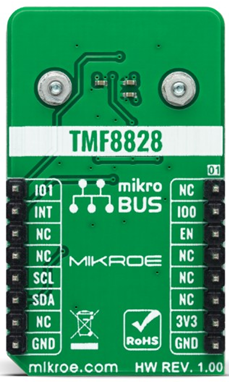 TMF8828
01
IO1 mikro NC
INT BUS IO0
NC EN
NC MIKROE NC
SCL NC
SDA NC
NC RoHS 3V3
GND GND
mikroe.com HW REV. 1.00